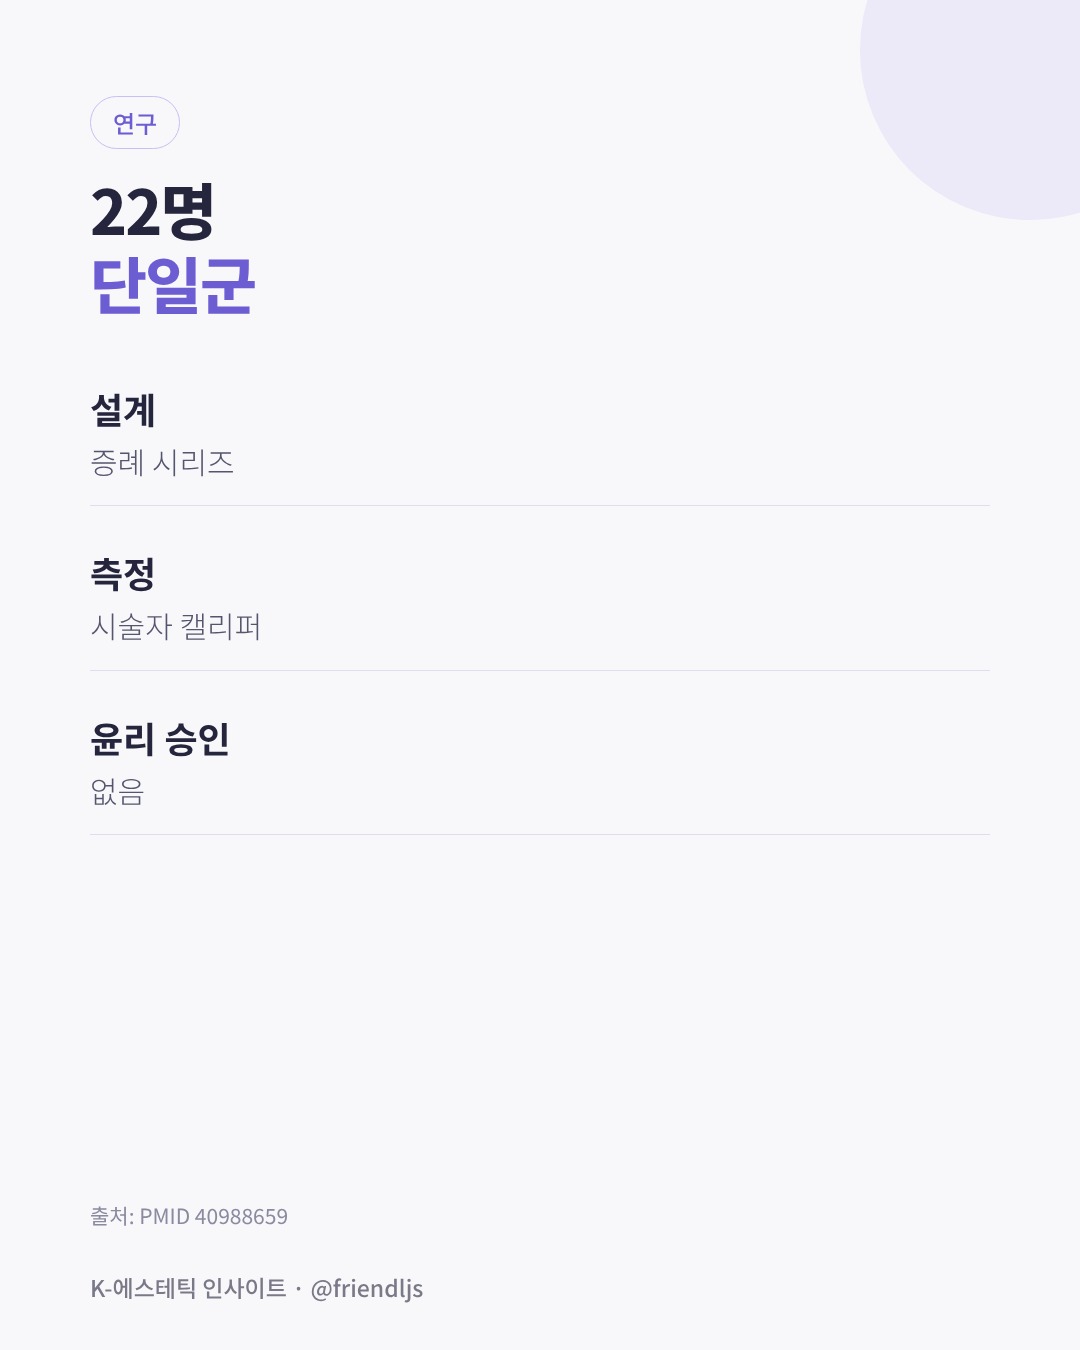 연구
22명
단일군
설계
증례 시리즈
측정
시술자 캘리퍼
윤리 승인
없음
출처: PMID 40988659
K-에스테틱 인사이트 · @friendljs